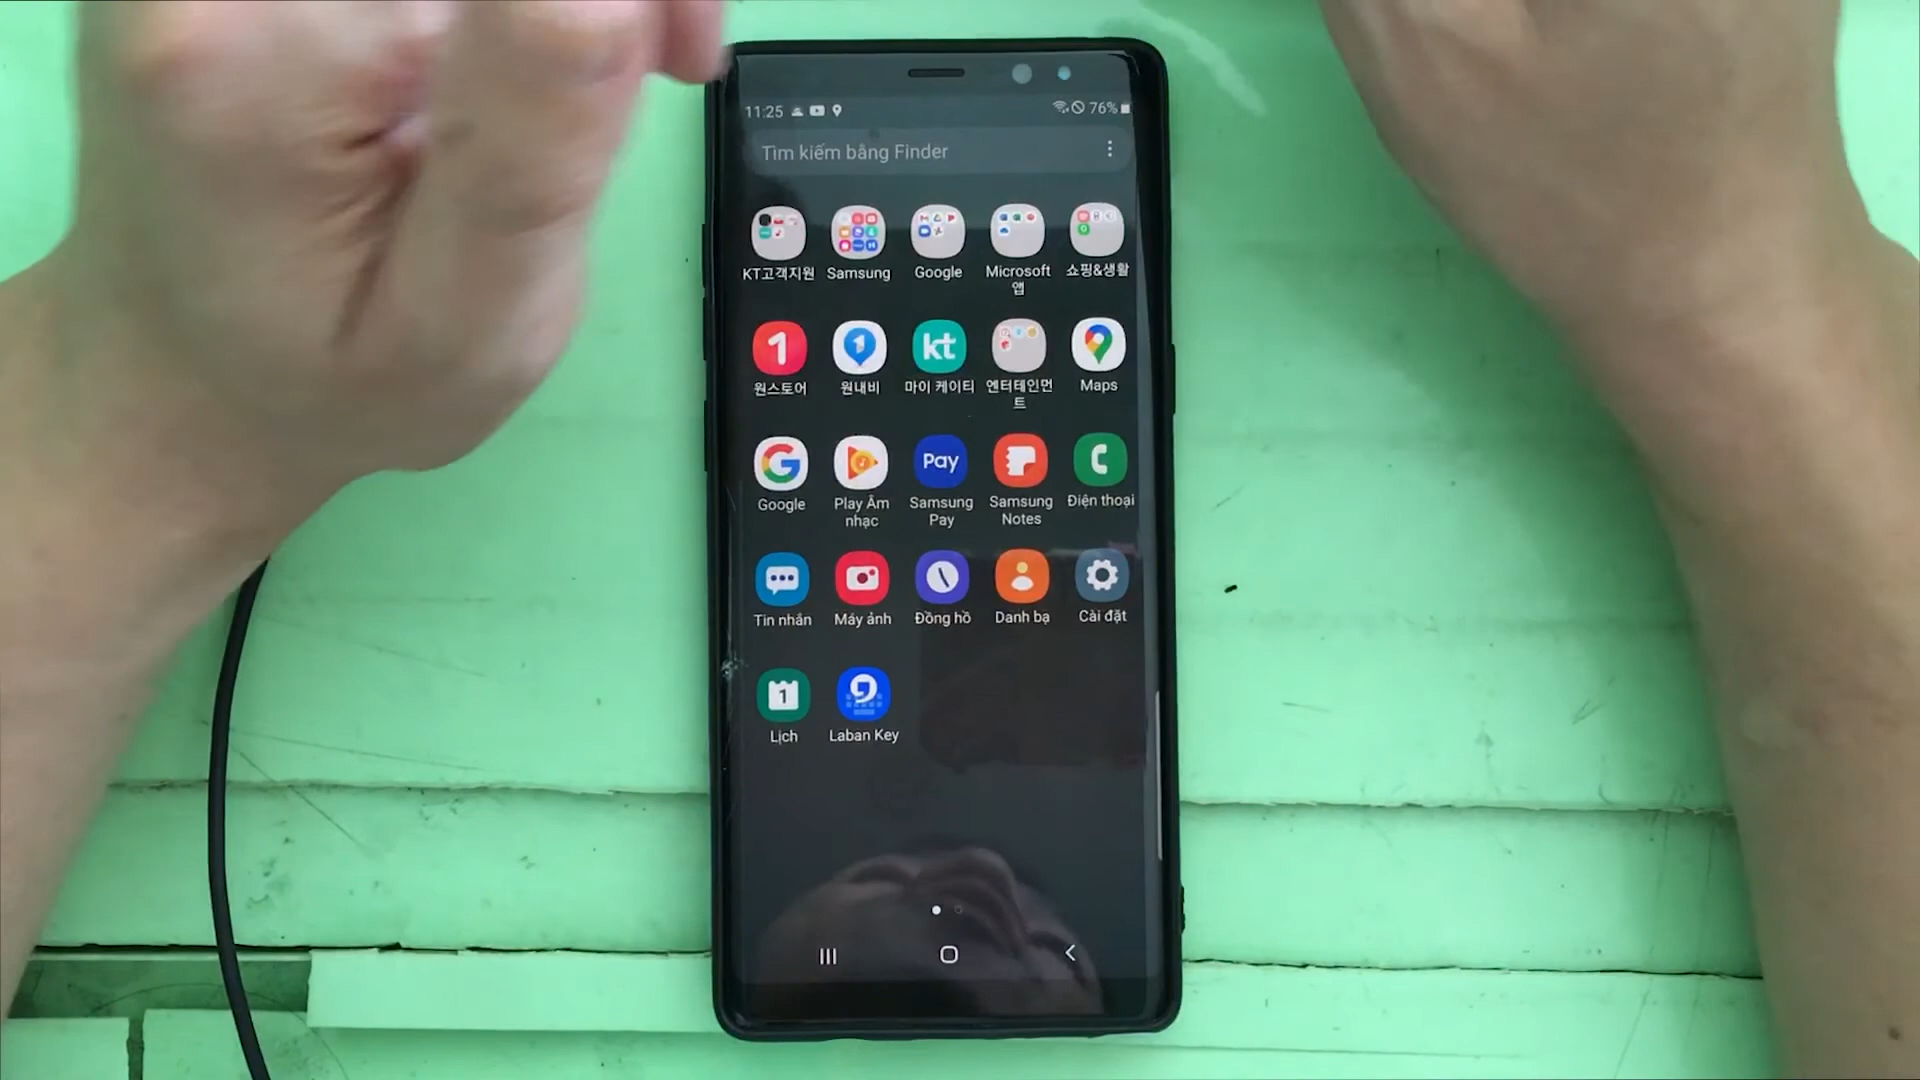 11:25
76%
Tìm kiếm bằng Finder
KT고객지원
Samsung
Google
Microsoft
앱
쇼핑&생활
1
원스토어
1
원내비
kt
마이 케이티
엔터테인먼
트
Maps
G
Google
Play Âm
nhạc
Pay
Samsung
Pay
Samsung
Notes
Điện thoại
Tin nhắn
Máy ảnh
Đồng hồ
Danh bạ
Cài đặt
1
Lịch
Laban Key